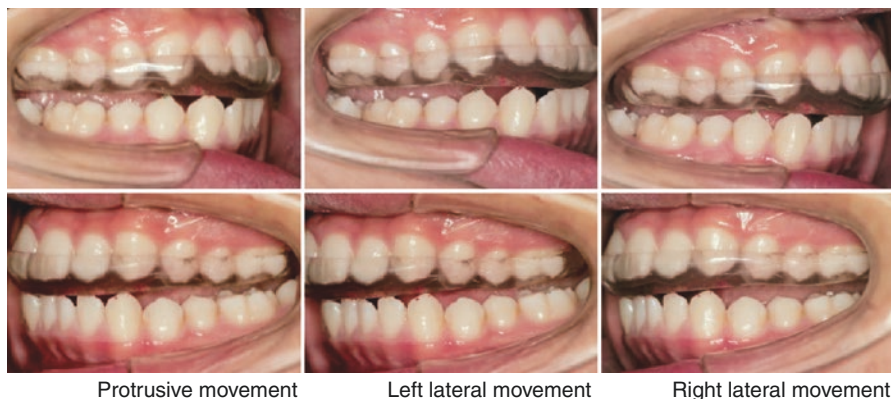 Protrusive movement
Left lateral movement
Right lateral movement